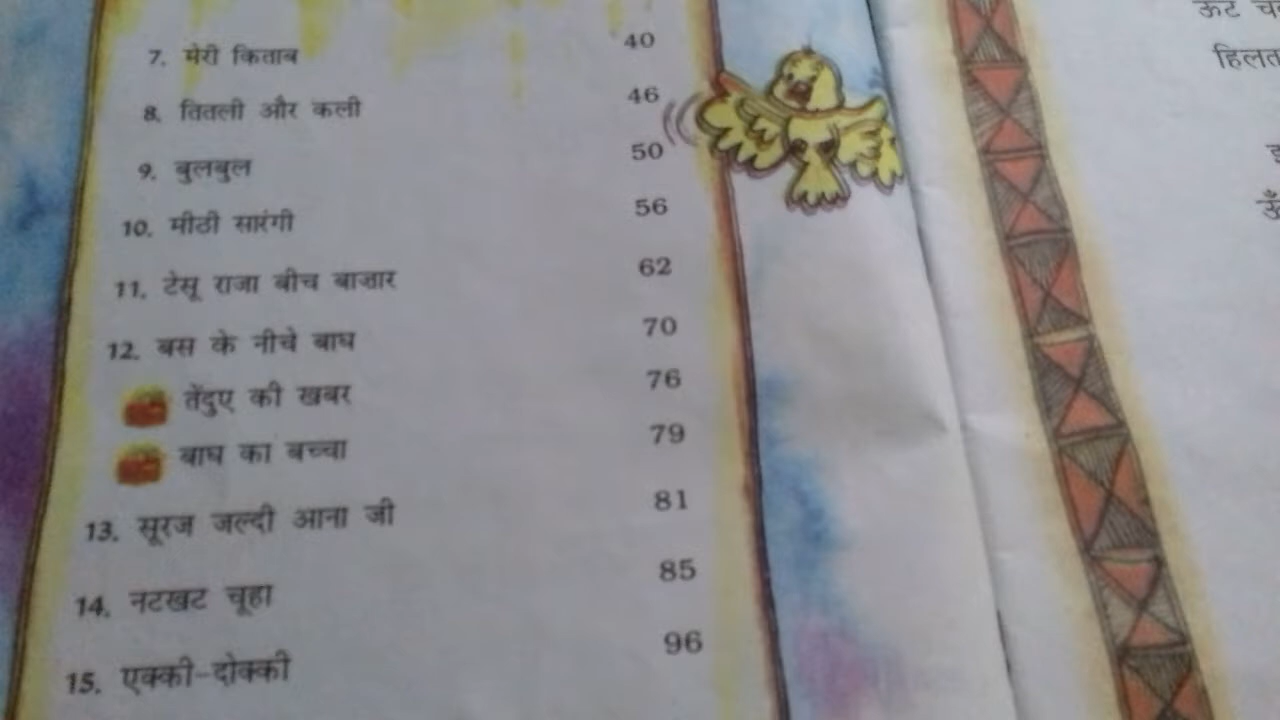 7. मेरी किताब 40
8. तितली और कली 46
9. बुलबुल 50
10. मीठी सारंगी 56
11. टेसू राजा बीच बाज़ार 62
12. बस के नीचे बाघ 70
तेंदुए की खबर 76
बाघ का बच्चा 79
13. सूरज जल्दी आना जी 81
14. नटखट चूहा 85
15. एक्की-दोक्की 96
ऊँट